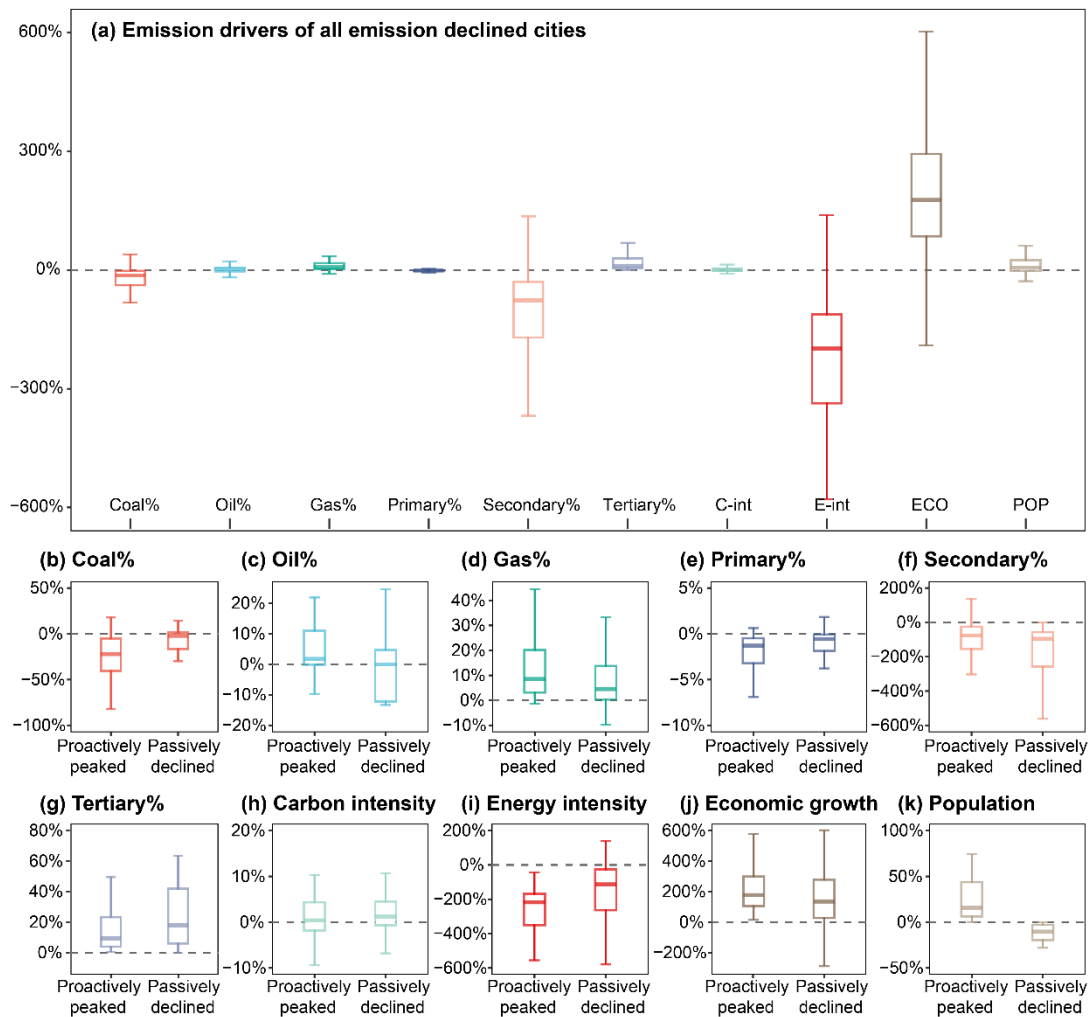 (a) Emission drivers of all emission declined cities
600%
300%
0%
−300%
−600%
Coal% Oil% Gas% Primary% Secondary% Tertiary% C-int E-int ECO POP
(b) Coal%
50%
0%
−50%
−100%
Proactively peaked
Passively declined
(c) Oil%
20%
10%
0%
−10%
−20%
Proactively peaked
Passively declined
(d) Gas%
40%
30%
20%
10%
0%
−10%
Proactively peaked
Passively declined
(e) Primary%
5%
0%
−5%
−10%
Proactively peaked
Passively declined
(f) Secondary%
200%
0%
−200%
−400%
−600%
Proactively peaked
Passively declined
(g) Tertiary%
80%
60%
40%
20%
0%
Proactively peaked
Passively declined
(h) Carbon intensity
20%
10%
0%
−10%
Proactively peaked
Passively declined
(i) Energy intensity
200%
0%
−200%
−400%
−600%
Proactively peaked
Passively declined
(j) Economic growth
600%
400%
200%
0%
−200%
Proactively peaked
Passively declined
(k) Population
100%
50%
0%
−50%
Proactively peaked
Passively declined